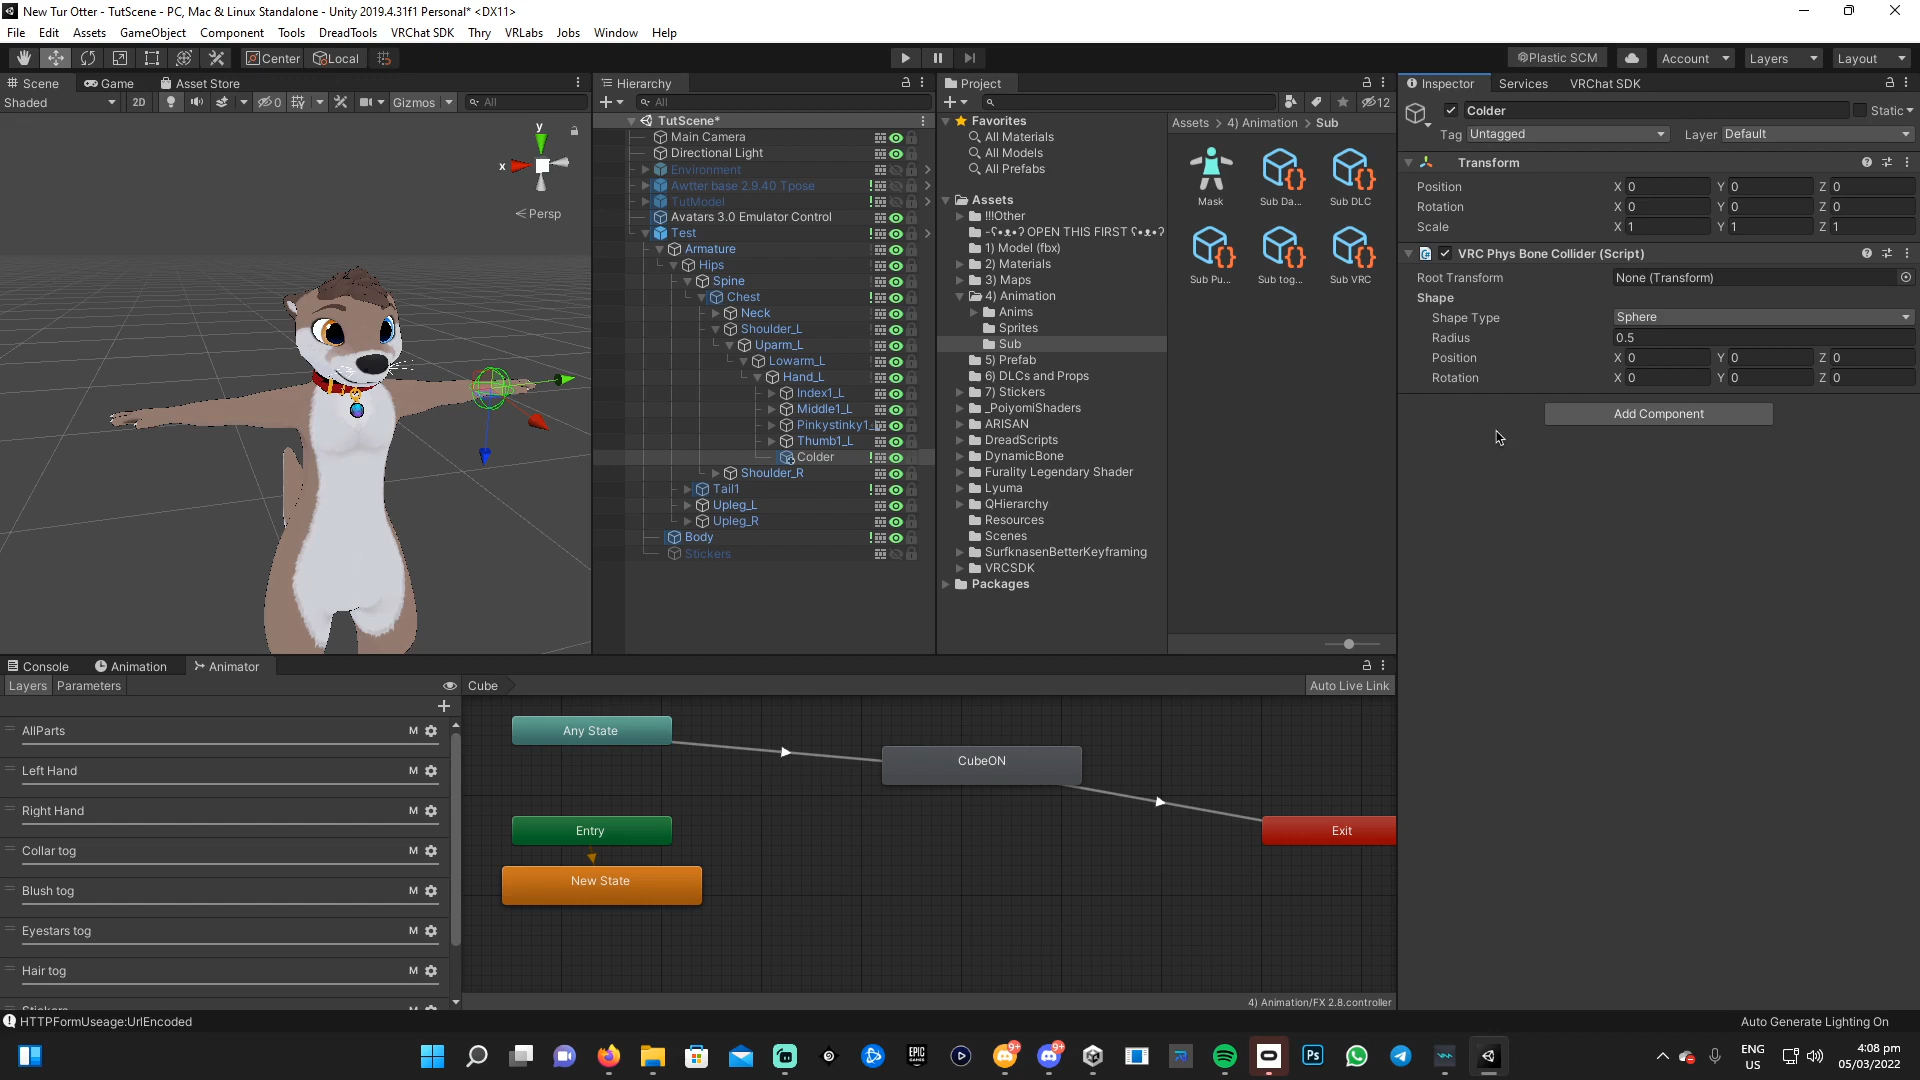 New Tur Otter - TutScene - PC, Mac & Linux Standalone - Unity 2019.4.31f1 Personal* <DX11>
File Edit Assets GameObject Component Tools DreadTools VRChat SDK Thry VRLabs Jobs Window Help
Center Local Plastic SCM Account Layers Layout
Scene Game Asset Store
Shaded 2D 0 Gizmos All
y
x
Persp
Hierarchy
All
TutScene*
Main Camera
Directional Light
Environment
Awtter base 2.9.40 Tpose
TutModel
Avatars 3.0 Emulator Control
Test
Armature
Hips
Spine
Chest
Neck
Shoulder_L
Uparm_L
Lowarm_L
Hand_L
Index1_L
Middle1_L
Pinkystinky1_
Thumb1_L
Colder
Shoulder_R
Tail1
Upleg_L
Upleg_R
Body
Stickers
Project
12
Favorites
All Materials
All Models
All Prefabs
Assets
!!!Other
-ʕ•ᴥ•ʔ OPEN THIS FIRST ʕ•ᴥ•ʔ
1) Model (fbx)
2) Materials
3) Maps
4) Animation
Anims
Sprites
Sub
5) Prefab
6) DLCs and Props
7) Stickers
_PoiyomiShaders
ARISAN
DreadScripts
DynamicBone
Furality Legendary Shader
Lyuma
QHierarchy
Resources
Scenes
SurfknasenBetterKeyframing
VRCSDK
Packages
Assets > 4) Animation > Sub
Mask Sub Da... Sub DLC
Sub Pu... Sub tog... Sub VRC
Inspector Services VRChat SDK
Colder Static
Tag Untagged Layer Default
Transform
Position X 0 Y 0 Z 0
Rotation X 0 Y 0 Z 0
Scale X 1 Y 1 Z 1
VRC Phys Bone Collider (Script)
Root Transform None (Transform)
Shape
Shape Type Sphere
Radius 0.5
Position X 0 Y 0 Z 0
Rotation X 0 Y 0 Z 0
Add Component
Console Animation Animator
Layers Parameters Cube Auto Live Link
AllParts M
Left Hand M
Right Hand M
Collar tog M
Blush tog M
Eyestars tog M
Hair tog M
Stickers
Any State
CubeON
Entry
Exit
New State
4) Animation/FX 2.8.controller
HTTPFormUseage:UrlEncoded
Auto Generate Lighting On
EPIC GAMES
9+
9+
Ps
ENG
US
4:08 pm
05/03/2022